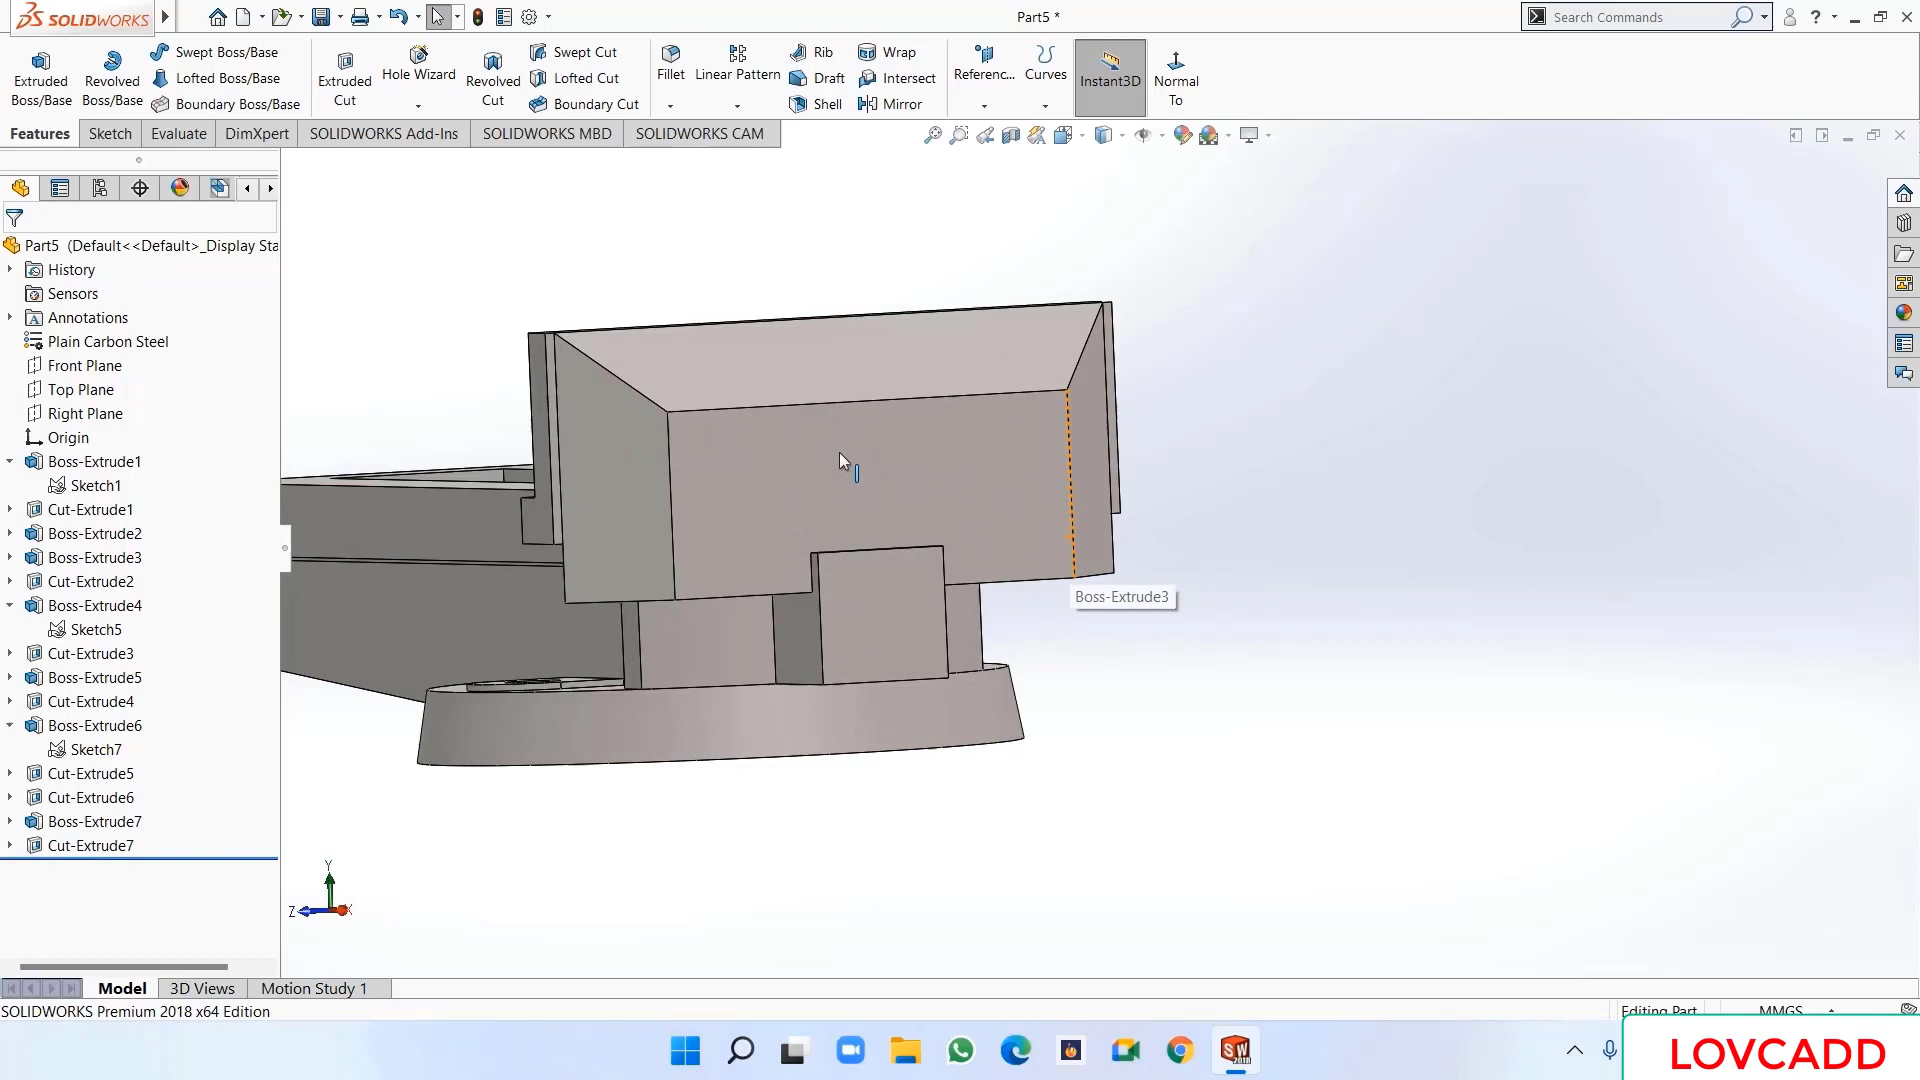 SOLIDWORKS
Part5 *
Search Commands
Extruded Boss/Base
Revolved Boss/Base
Swept Boss/Base
Lofted Boss/Base
Boundary Boss/Base
Extruded Cut
Hole Wizard
Revolved Cut
Swept Cut
Lofted Cut
Boundary Cut
Fillet
Linear Pattern
Rib
Draft
Shell
Wrap
Intersect
Mirror
Referenc...
Curves
Instant3D
Normal To
Features
Sketch
Evaluate
DimXpert
SOLIDWORKS Add-Ins
SOLIDWORKS MBD
SOLIDWORKS CAM
Part5 (Default<<Default>_Display Sta
History
Sensors
Annotations
Plain Carbon Steel
Front Plane
Top Plane
Right Plane
Origin
Boss-Extrude1
Sketch1
Cut-Extrude1
Boss-Extrude2
Boss-Extrude3
Cut-Extrude2
Boss-Extrude4
Sketch5
Cut-Extrude3
Boss-Extrude5
Cut-Extrude4
Boss-Extrude6
Sketch7
Cut-Extrude5
Cut-Extrude6
Boss-Extrude7
Cut-Extrude7
Boss-Extrude3
Y
Z
X
Model
3D Views
Motion Study 1
SOLIDWORKS Premium 2018 x64 Edition
Editing Part
MMGS
SW
2018
LOVCADD